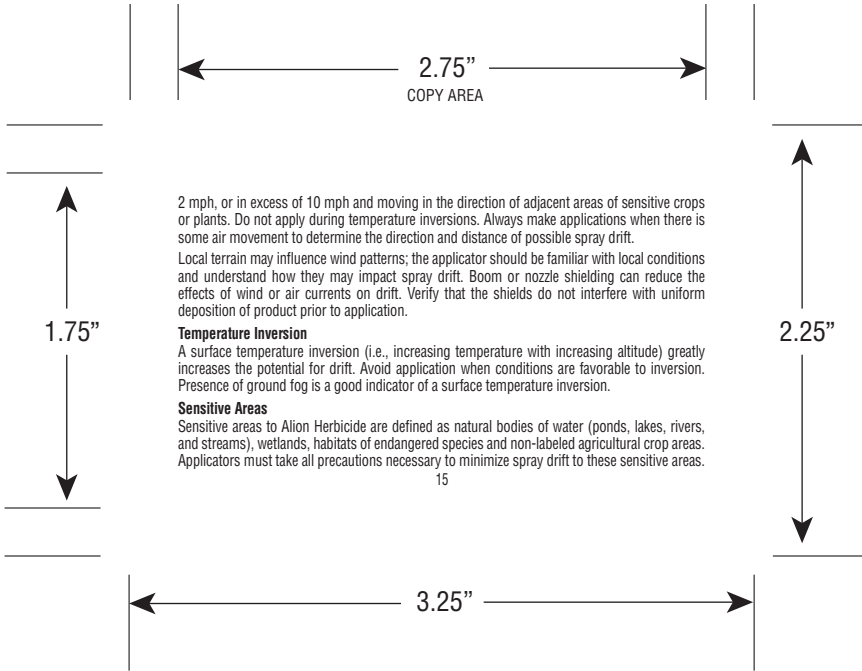 2.75”
COPY AREA
2 mph, or in excess of 10 mph and moving in the direction of adjacent areas of sensitive crops
or plants. Do not apply during temperature inversions. Always make applications when there is
some air movement to determine the direction and distance of possible spray drift.
Local terrain may influence wind patterns; the applicator should be familiar with local conditions
and understand how they may impact spray drift. Boom or nozzle shielding can reduce the
effects of wind or air currents on drift. Verify that the shields do not interfere with uniform
deposition of product prior to application.
1.75”
2.25”
Temperature Inversion
A surface temperature inversion (i.e., increasing temperature with increasing altitude) greatly
increases the potential for drift. Avoid application when conditions are favorable to inversion.
Presence of ground fog is a good indicator of a surface temperature inversion.
Sensitive Areas
Sensitive areas to Alion Herbicide are defined as natural bodies of water (ponds, lakes, rivers,
and streams), wetlands, habitats of endangered species and non-labeled agricultural crop areas.
Applicators must take all precautions necessary to minimize spray drift to these sensitive areas.
15
3.25”